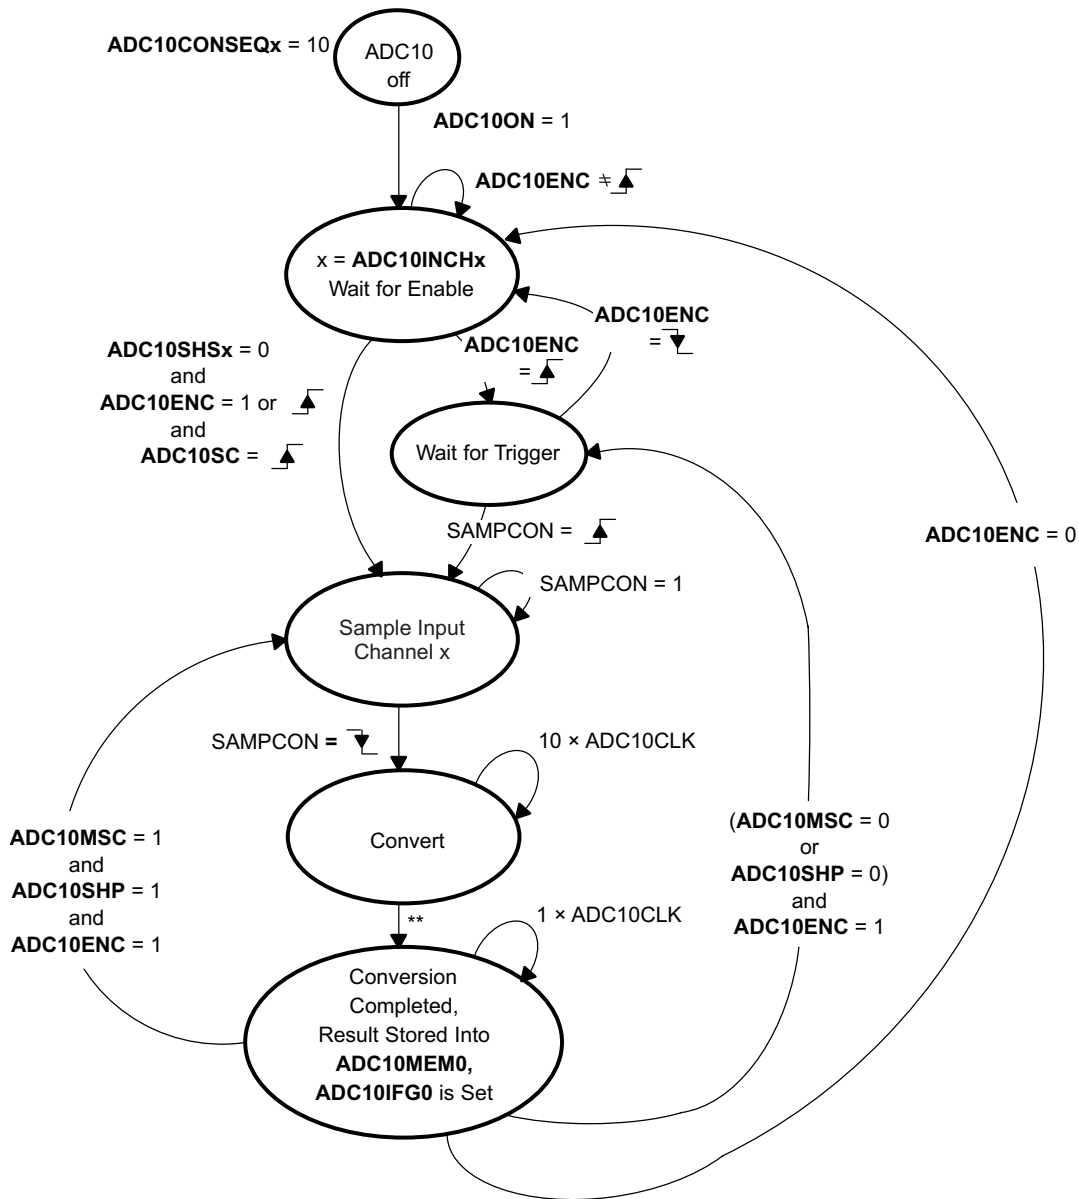 ADC10CONSEQx = 10
ADC10
off
ADC10ON = 1
ADC10ENC ≠
x = ADC10INCHx
Wait for Enable
ADC10ENC
=
ADC10ENC
=
ADC10SHSx = 0
and
ADC10ENC = 1 or
and
ADC10SC =
Wait for Trigger
SAMPCON =
ADC10ENC = 0
SAMPCON = 1
Sample Input
Channel x
SAMPCON =
10 × ADC10CLK
Convert
ADC10MSC = 1
and
ADC10SHP = 1
and
ADC10ENC = 1
(ADC10MSC = 0
or
ADC10SHP = 0)
and
ADC10ENC = 1
**
1 × ADC10CLK
Conversion
Completed,
Result Stored Into
ADC10MEM0,
ADC10IFG0 is Set